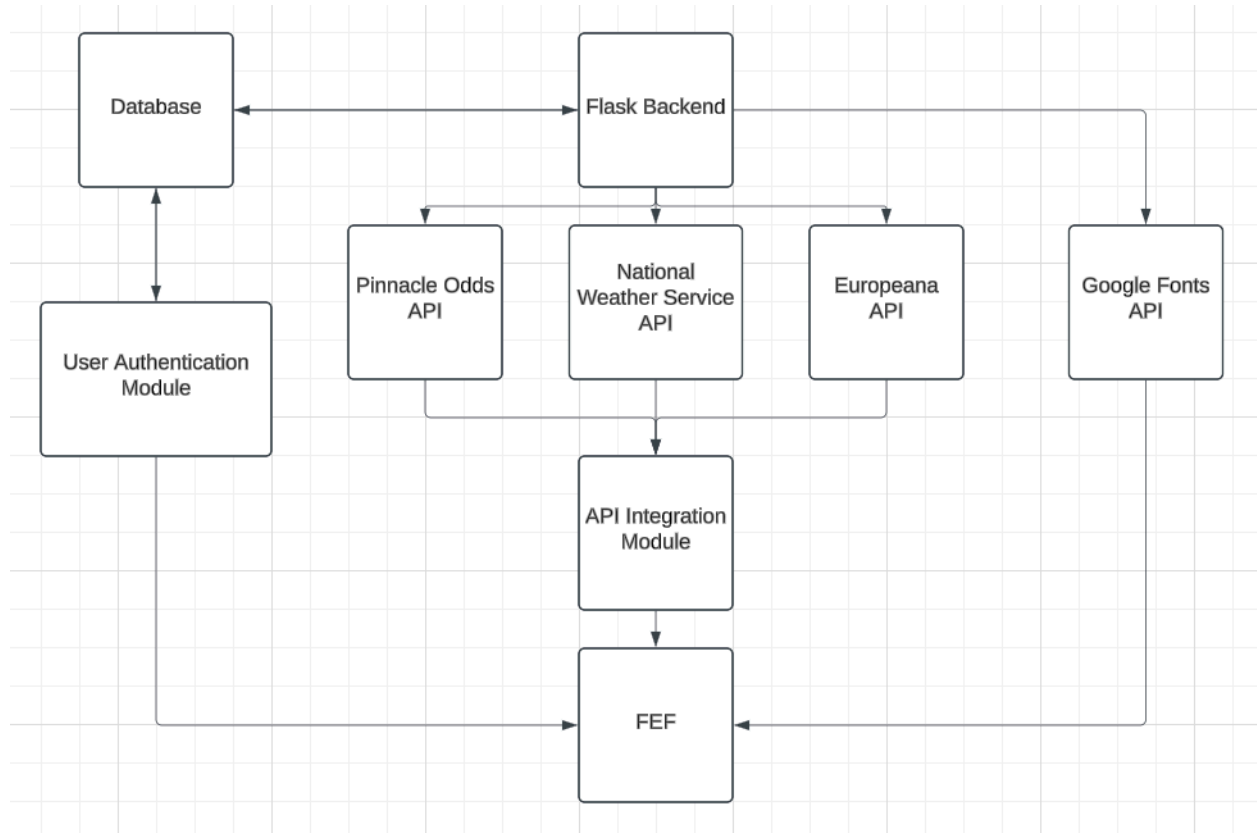 Database
Flask Backend
Pinnacle Odds
API
National
Weather Service
API
Europeana
API
Google Fonts
API
User Authentication
Module
API Integration
Module
FEF